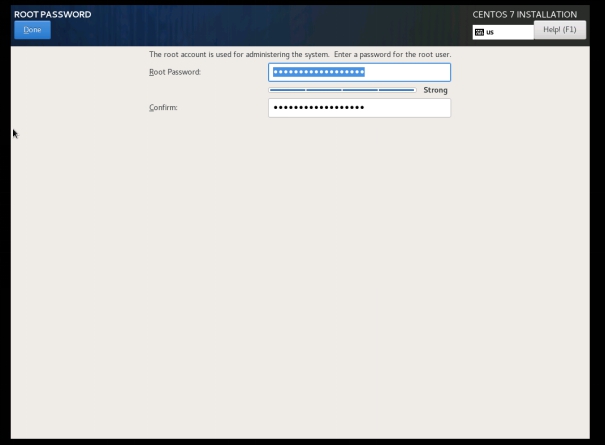 ROOT PASSWORD
CENTOS 7 INSTALLATION
Done
us
Help! (F1)
The root account is used for administering the system. Enter a password for the root user.
Root Password: ••••••••••••••••••
Strong
Confirm: ••••••••••••••••••